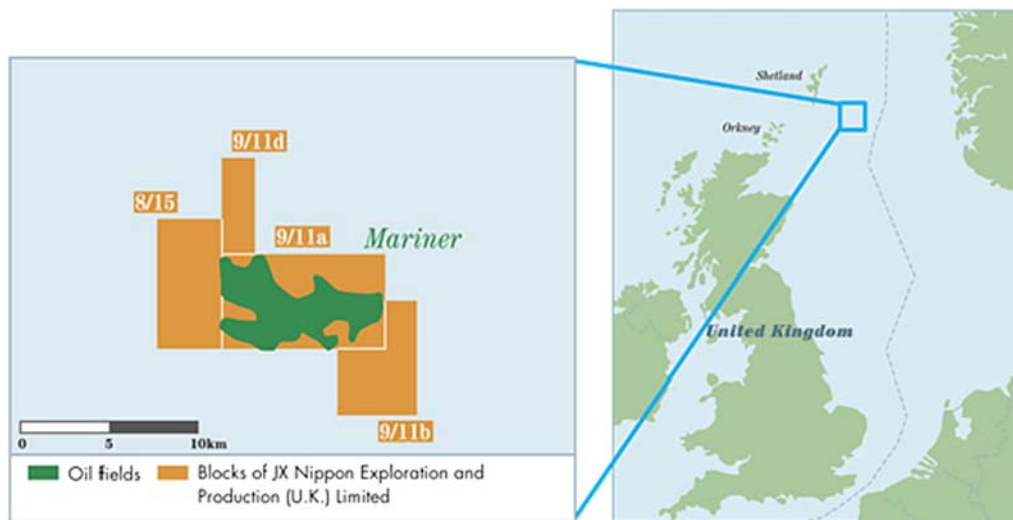 9/11d
8/15
9/11a
Mariner
9/11b
0
5
10km
Oil fields
Blocks of JX Nippon Exploration and
Production (U.K.) Limited
Shetland
Orkney
United Kingdom